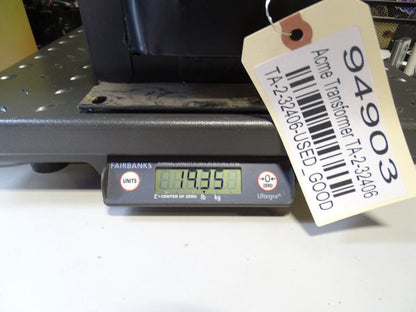 94903
Acme Transformer TA-2-32406
TA-2-32406-USED_GOOD
FAIRBANKS
UNITS
14.35
0
ZERO
CENTER OF ZERO lb kg
Ultegra